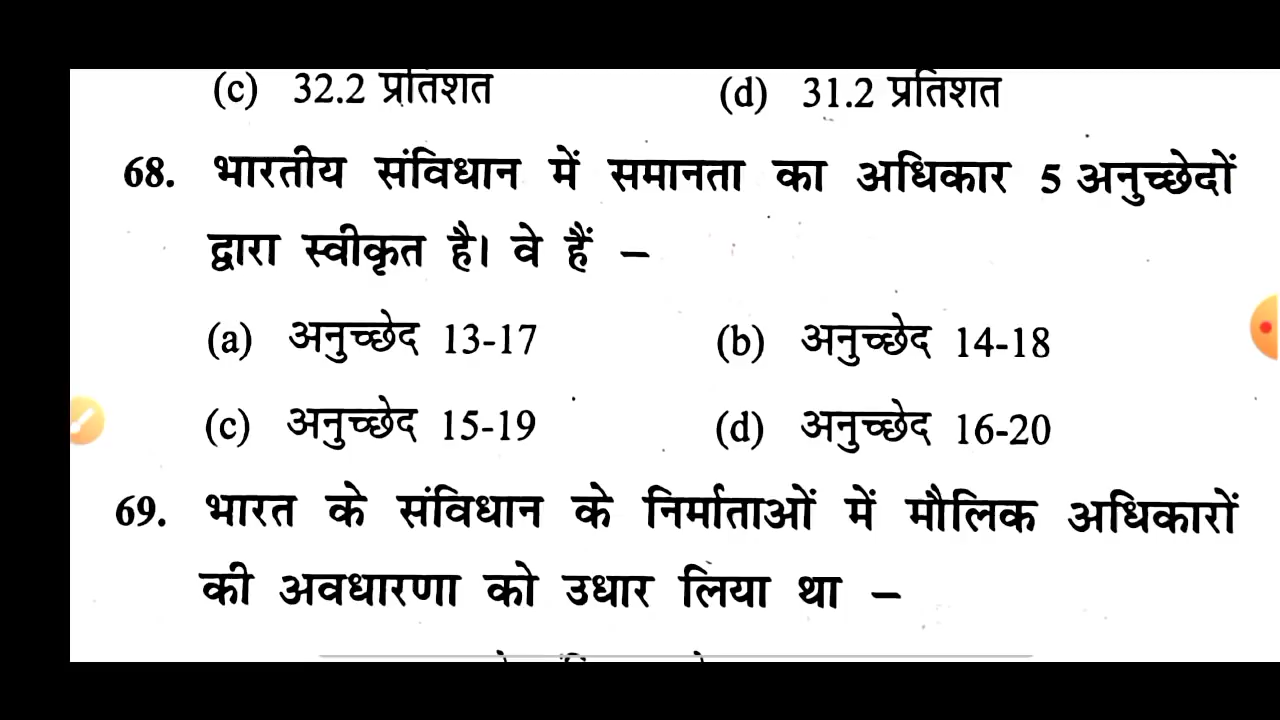 (c) 32.2 प्रतिशत (d) 31.2 प्रतिशत
68. भारतीय संविधान में समानता का अधिकार 5 अनुच्छेदों
द्वारा स्वीकृत है। वे हैं –
(a) अनुच्छेद 13-17 (b) अनुच्छेद 14-18
(c) अनुच्छेद 15-19 (d) अनुच्छेद 16-20
69. भारत के संविधान के निर्माताओं में मौलिक अधिकारों
की अवधारणा को उधार लिया था –